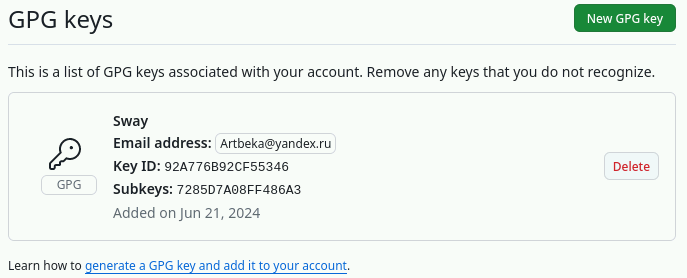 GPG keys
New GPG key
This is a list of GPG keys associated with your account. Remove any keys that you do not recognize.
Sway
Email address: Artbeka@yandex.ru
Key ID: 92A776B92CF55346
Subkeys: 7285D7A08FF486A3
Added on Jun 21, 2024
GPG
Delete
Learn how to generate a GPG key and add it to your account.